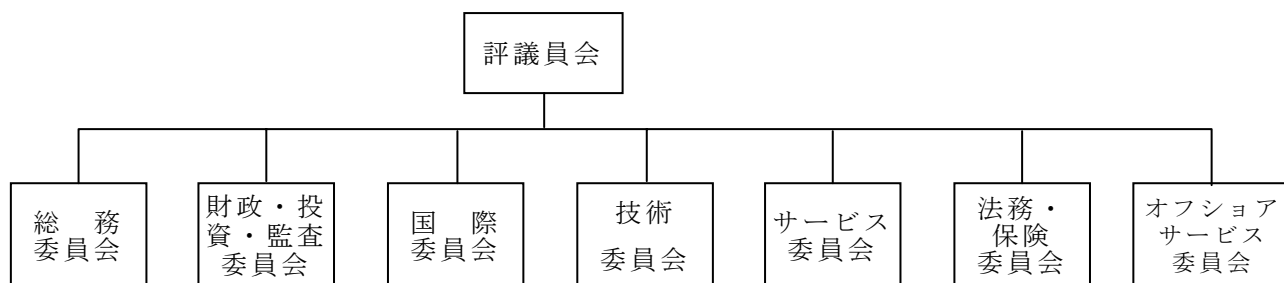 評議員会
総　務
委員会
財政・投
資・監査
委員会
国　際
委員会
技術
委員会
サービス
委員会
法務・
保険
委員会
オフショア
サービス
委員会